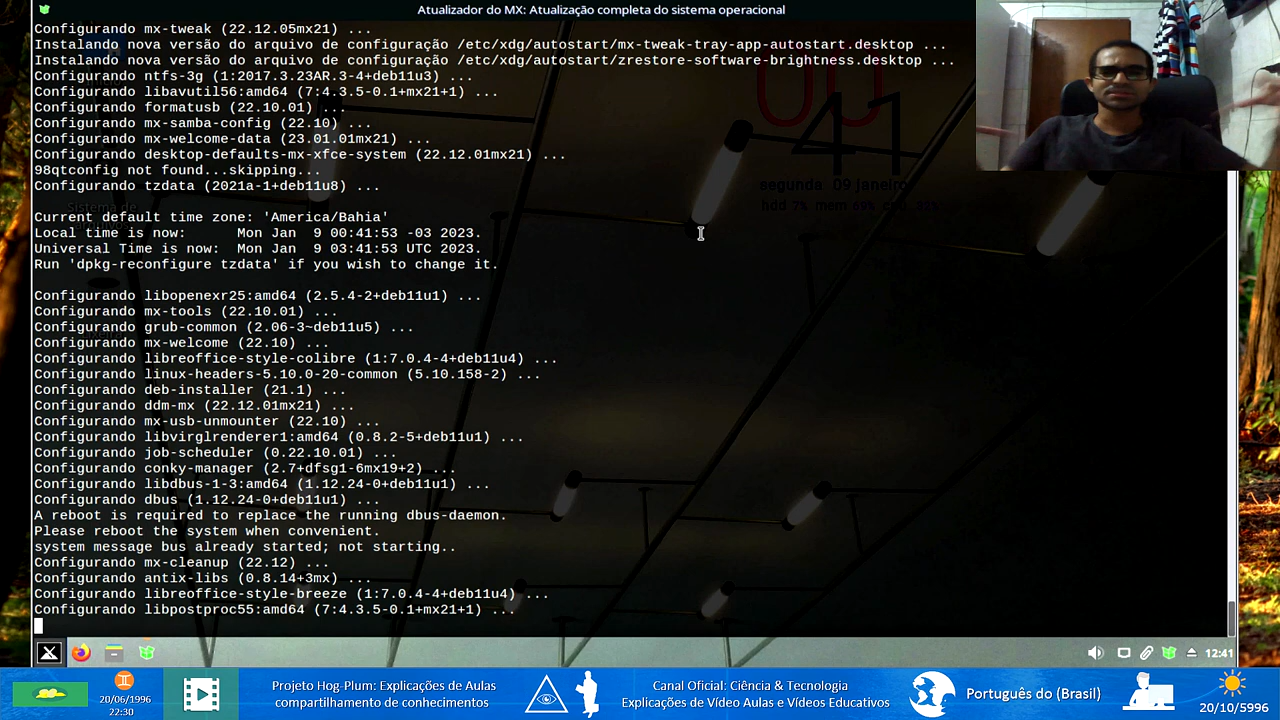 Atualizador do MX: Atualização completa do sistema operacional
Configurando mx-tweak (22.12.05mx21) ...
Instalando nova versão do arquivo de configuração /etc/xdg/autostart/mx-tweak-tray-app-autostart.desktop ...
Instalando nova versão do arquivo de configuração /etc/xdg/autostart/zrestore-software-brightness.desktop ...
Configurando ntfs-3g (1:2017.3.23AR.3-4+deb11u3) ...
Configurando libavutil56:amd64 (7:4.3.5-0.1+mx21+1) ...
Configurando formatusb (22.10.01) ...
Configurando mx-samba-config (22.10) ...
Configurando mx-welcome-data (23.01.01mx21) ...
Configurando desktop-defaults-mx-xfce-system (22.12.01mx21) ...
98qtconfig not found...skipping...
Configurando tzdata (2021a-1+deb11u8) ...
Current default time zone: 'America/Bahia'
Local time is now:      Mon Jan  9 00:41:53 -03 2023.
Universal Time is now:  Mon Jan  9 03:41:53 UTC 2023.
Run 'dpkg-reconfigure tzdata' if you wish to change it.
Configurando libopenexr25:amd64 (2.5.4-2+deb11u1) ...
Configurando mx-tools (22.10.01) ...
Configurando grub-common (2.06-3~deb11u5) ...
Configurando mx-welcome (22.10) ...
Configurando libreoffice-style-colibre (1:7.0.4-4+deb11u4) ...
Configurando linux-headers-5.10.0-20-common (5.10.158-2) ...
Configurando deb-installer (21.1) ...
Configurando ddm-mx (22.12.01mx21) ...
Configurando mx-usb-unmounter (22.10) ...
Configurando libvirglrenderer1:amd64 (0.8.2-5+deb11u1) ...
Configurando job-scheduler (0.22.10.01) ...
Configurando conky-manager (2.7+dfsg1-6mx19+2) ...
Configurando libdbus-1-3:amd64 (1.12.24-0+deb11u1) ...
Configurando dbus (1.12.24-0+deb11u1) ...
A reboot is required to replace the running dbus-daemon.
Please reboot the system when convenient.
system message bus already started; not starting..
Configurando mx-cleanup (22.12) ...
Configurando antix-libs (0.8.14+3mx) ...
Configurando libreoffice-style-breeze (1:7.0.4-4+deb11u4) ...
Configurando libpostproc55:amd64 (7:4.3.5-0.1+mx21+1) ...
00
41
segunda 09 janeiro
hdd 7% mem 69%
Sistema de
12:41
20/06/1996
22:30
Projeto Hog-Plum: Explicações de Aulas
compartilhamento de conhecimentos
Canal Oficial: Ciência & Tecnologia
Explicações de Vídeo Aulas e Vídeos Educativos
Português do (Brasil)
20/10/5996